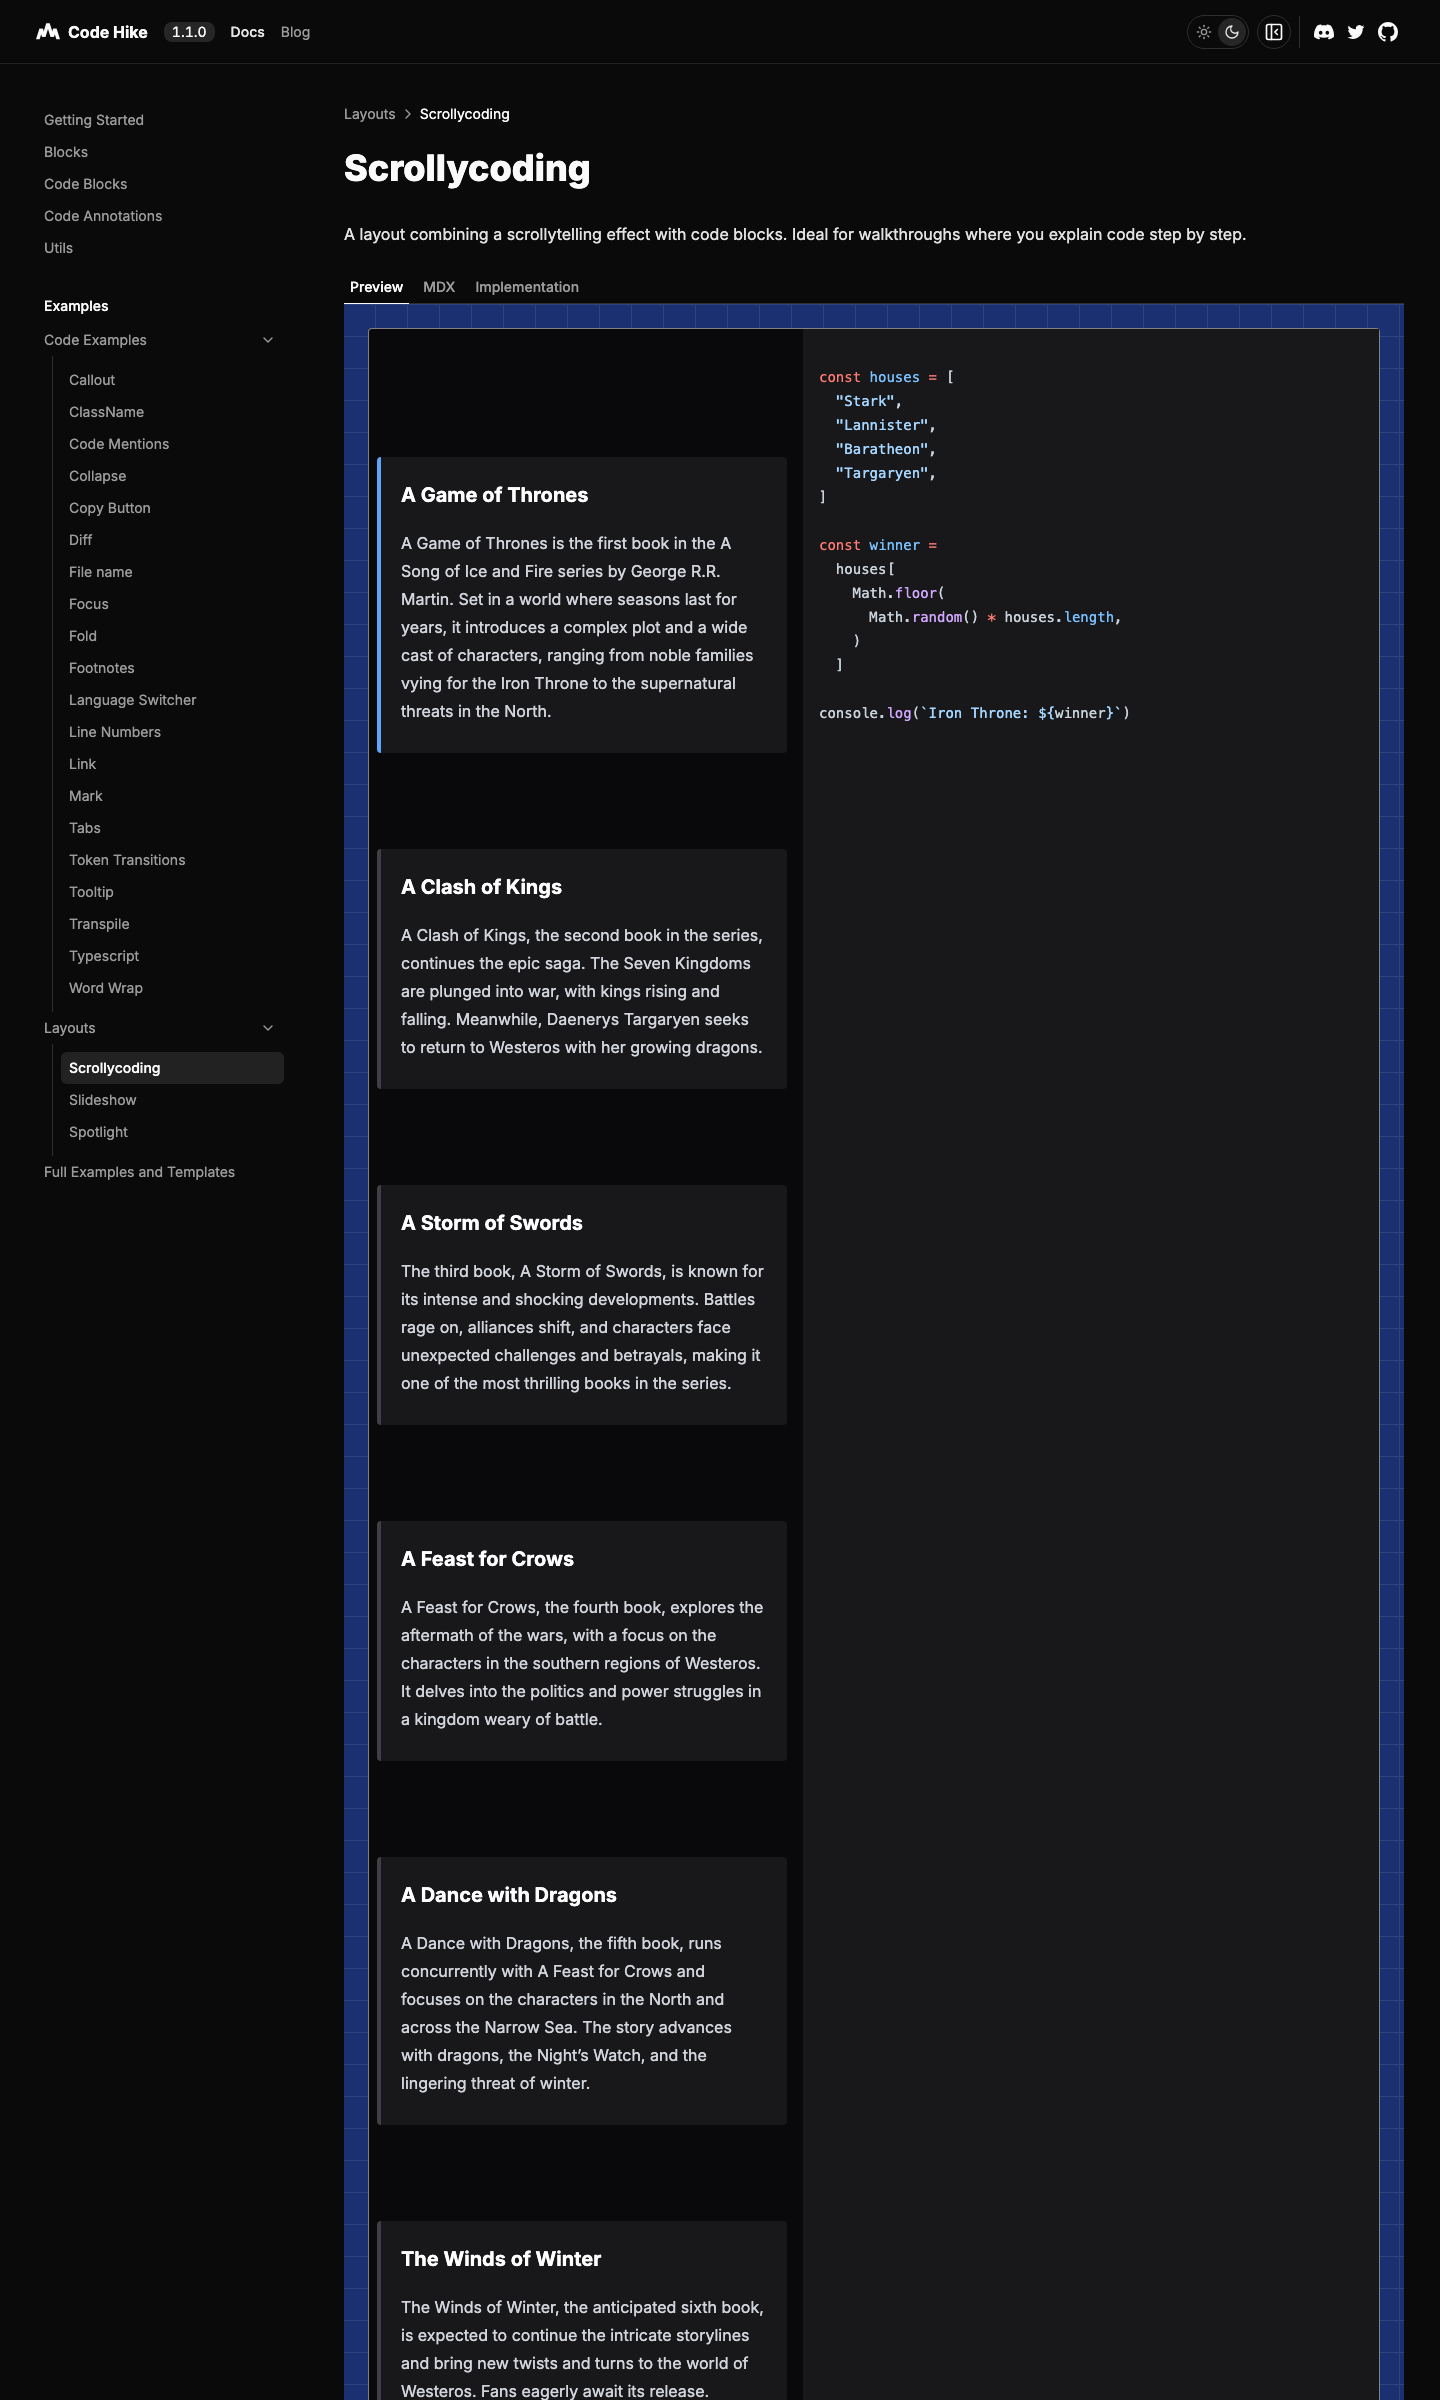 Code Hike 1.1.0 Docs Blog
Getting Started
Blocks
Code Blocks
Code Annotations
Utils
Examples
Code Examples
Callout
ClassName
Code Mentions
Collapse
Copy Button
Diff
File name
Focus
Fold
Footnotes
Language Switcher
Line Numbers
Link
Mark
Tabs
Token Transitions
Tooltip
Transpile
Typescript
Word Wrap
Layouts
Scrollycoding
Slideshow
Spotlight
Full Examples and Templates
Layouts > Scrollycoding
Scrollycoding
A layout combining a scrollytelling effect with code blocks. Ideal for walkthroughs where you explain code step by step.
Preview MDX Implementation
A Game of Thrones
A Game of Thrones is the first book in the A
Song of Ice and Fire series by George R.R.
Martin. Set in a world where seasons last for
years, it introduces a complex plot and a wide
cast of characters, ranging from noble families
vying for the Iron Throne to the supernatural
threats in the North.
A Clash of Kings
A Clash of Kings, the second book in the series,
continues the epic saga. The Seven Kingdoms
are plunged into war, with kings rising and
falling. Meanwhile, Daenerys Targaryen seeks
to return to Westeros with her growing dragons.
A Storm of Swords
The third book, A Storm of Swords, is known for
its intense and shocking developments. Battles
rage on, alliances shift, and characters face
unexpected challenges and betrayals, making it
one of the most thrilling books in the series.
A Feast for Crows
A Feast for Crows, the fourth book, explores the
aftermath of the wars, with a focus on the
characters in the southern regions of Westeros.
It delves into the politics and power struggles in
a kingdom weary of battle.
A Dance with Dragons
A Dance with Dragons, the fifth book, runs
concurrently with A Feast for Crows and
focuses on the characters in the North and
across the Narrow Sea. The story advances
with dragons, the Night’s Watch, and the
lingering threat of winter.
The Winds of Winter
The Winds of Winter, the anticipated sixth book,
is expected to continue the intricate storylines
and bring new twists and turns to the world of
Westeros. Fans eagerly await its release.
const houses = [
  "Stark",
  "Lannister",
  "Baratheon",
  "Targaryen",
]
const winner =
  houses[
    Math.floor(
      Math.random() * houses.length,
    )
  ]
console.log(`Iron Throne: ${winner}`)